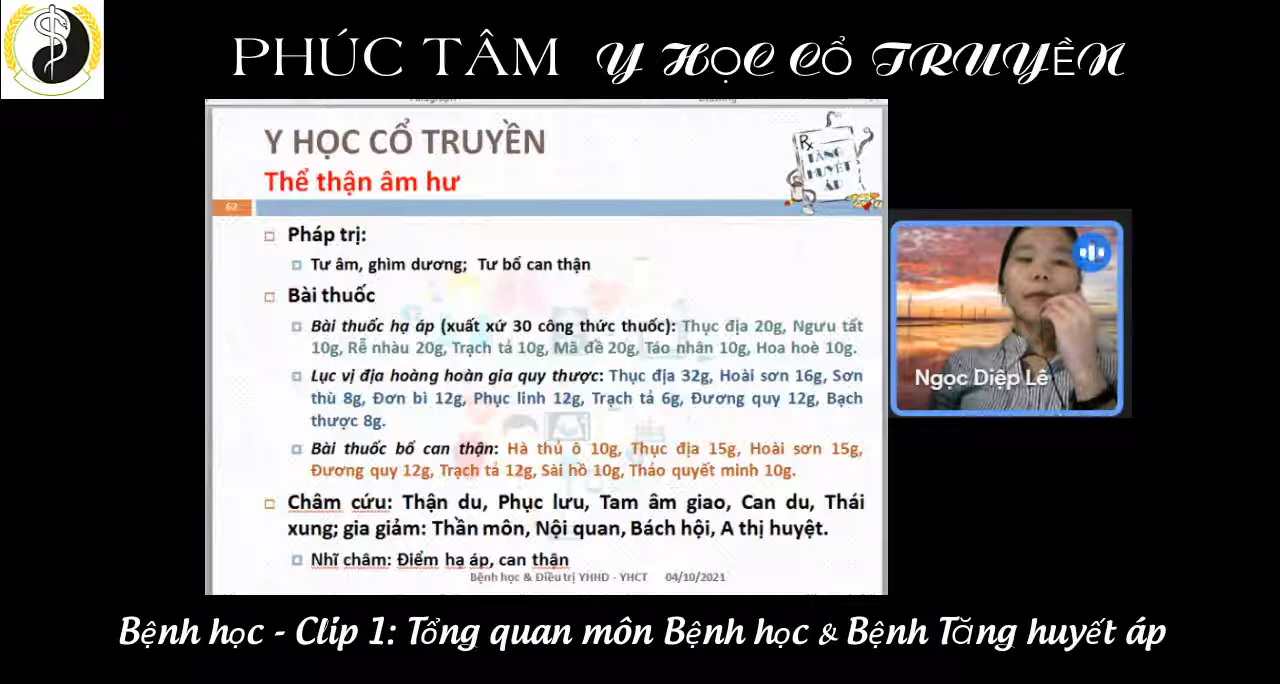 PHÚC TÂM Y HỌC CỔ TRUYỀN
Y HỌC CỔ TRUYỀN
Thể thận âm hư
Rx
TĂNG
HUYẾT
ÁP
62
Pháp trị:
Tư âm, ghìm dương; Tư bổ can thận
Bài thuốc
Bài thuốc hạ áp (xuất xứ 30 công thức thuốc): Thục địa 20g, Ngưu tất
10g, Rễ nhàu 20g, Trạch tả 10g, Mã đề 20g, Táo nhân 10g, Hoa hoè 10g.
Lục vị địa hoàng hoàn gia quy thược: Thục địa 32g, Hoài sơn 16g, Sơn
thù 8g, Đơn bì 12g, Phục linh 12g, Trạch tả 6g, Đương quy 12g, Bạch
thược 8g.
Bài thuốc bổ can thận: Hà thủ ô 10g, Thục địa 15g, Hoài sơn 15g,
Đương quy 12g, Trạch tả 12g, Sài hồ 10g, Thảo quyết minh 10g.
Châm cứu: Thận du, Phục lưu, Tam âm giao, Can du, Thái
xung; gia giảm: Thần môn, Nội quan, Bách hội, A thị huyệt.
Nhĩ châm: Điểm hạ áp, can thận
Bệnh học & Điều trị YHHĐ - YHCT 04/10/2021
Ngọc Diệp Lê
Bệnh học - Clip 1: Tổng quan môn Bệnh học & Bệnh Tăng huyết áp